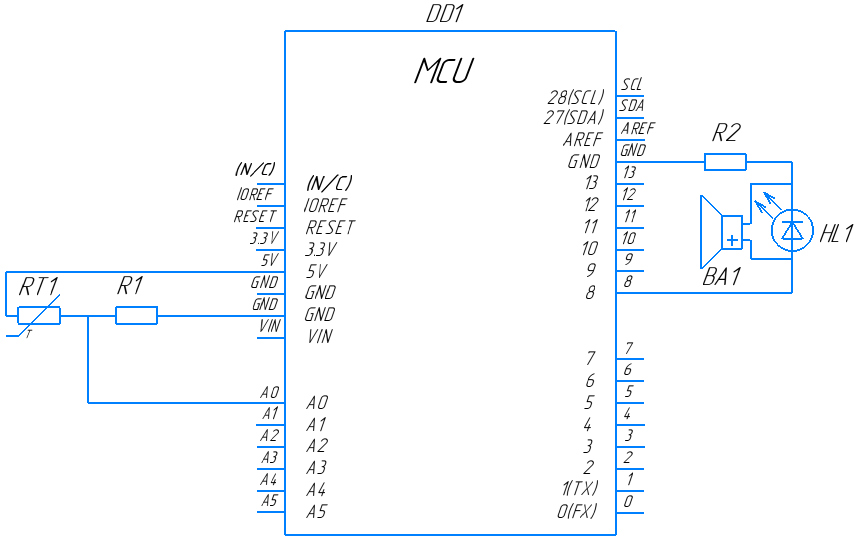 DD1
MCU
(N/C)
IOREF
RESET
3.3V
5V
GND
GND
VIN
A0
A1
A2
A3
A4
A5
(N/C)
IOREF
RESET
3.3V
5V
GND
GND
VIN
A0
A1
A2
A3
A4
A5
RT1
T
R1
28(SCL)
27(SDA)
AREF
GND
13
12
11
10
9
8
7
6
5
4
3
2
1(TX)
0(FX)
SCL
SDA
AREF
GND
13
12
11
10
9
8
7
6
5
4
3
2
1
0
R2
+
BA1
HL1